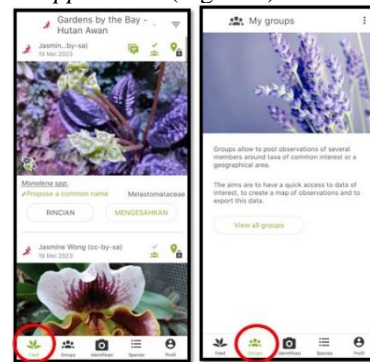 Gardens by the Bay -
Hutan Awan
Jasmin...by-sa)
19 Mei 2023
Monolena spp.
✓Propose a common name
Melastomataceae
RINCIAN
MENGESAHKAN
Jasmine Wong (cc-by-sa)
19 Mei 2023
Feed
Groups
Identifikasi
Species
Profil
My groups
Groups allow to pool observations of several
members around taxa of common interest or a
geographical area.
The aims are to have a quick access to data of
interest, to create a map of observations and to
export this data.
View all groups
Feed
Groups
Identifikasi
Species
Profil